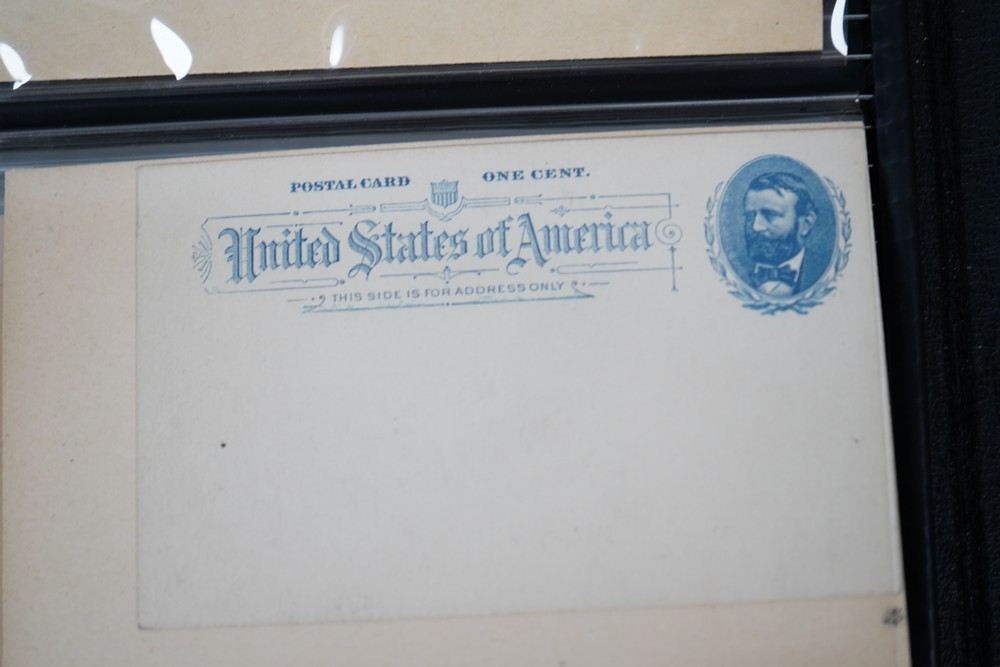 POSTAL CARD ONE CENT.
United States of America
THIS SIDE IS FOR ADDRESS ONLY